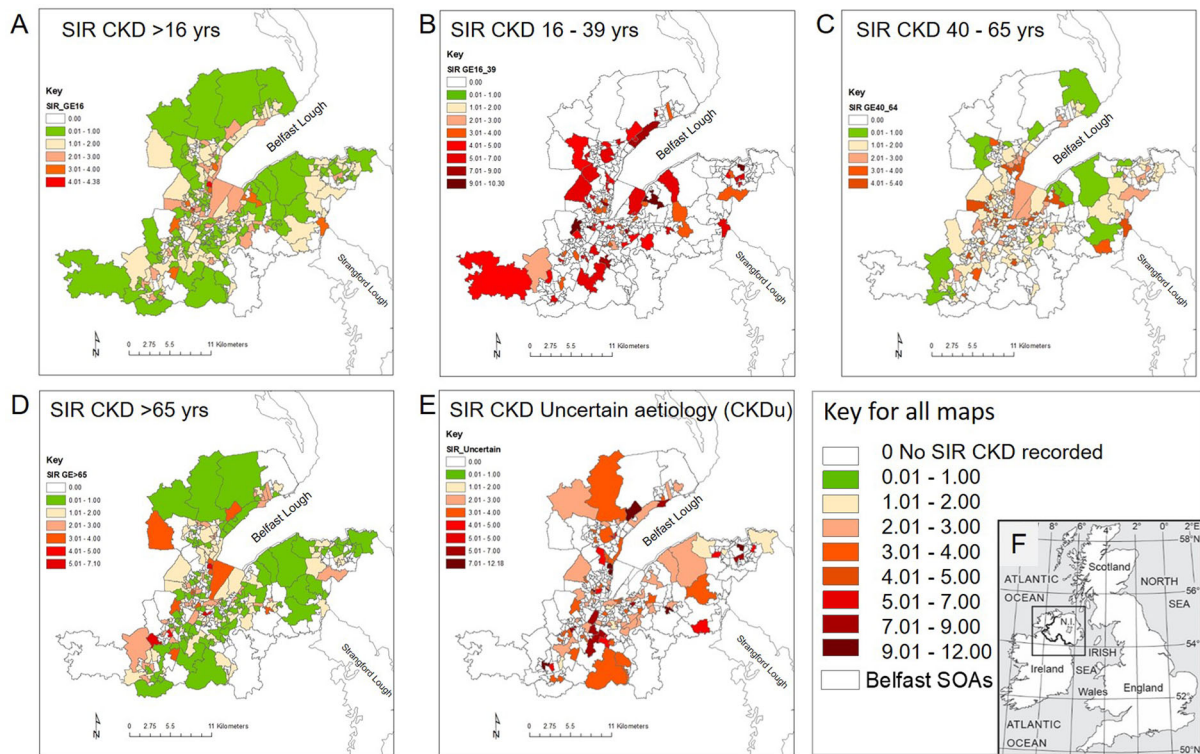 A
SIR CKD >16 yrs
Key
SIR_GE16
0.00
0.01 - 1.00
1.01 - 2.00
2.01 - 3.00
3.01 - 4.00
4.01 - 4.38
Belfast Lough
Strangford Lough
N
0 2.75 5.5 11 Kilometers
B
SIR CKD 16 - 39 yrs
Key
SIR GE16_39
0.00
0.01 - 1.00
1.01 - 2.00
2.01 - 3.00
3.01 - 4.00
4.01 - 5.00
5.01 - 7.00
7.01 - 9.00
9.01 - 10.30
Belfast Lough
Strangford Lough
N
0 2.75 5.5 11 Kilometers
C
SIR CKD 40 - 65 yrs
Key
SIR GE40_64
0.00
0.01 - 1.00
1.01 - 2.00
2.01 - 3.00
3.01 - 4.00
4.01 - 5.40
Belfast Lough
Strangford Lough
N
0 2.75 5.5 11 Kilometers
D
SIR CKD >65 yrs
Key
SIR GE>65
0.00
0.01 - 1.00
1.01 - 2.00
2.01 - 3.00
3.01 - 4.00
4.01 - 5.00
5.01 - 7.10
Belfast Lough
Strangford Lough
N
0 2.75 5.5 11 Kilometers
E
SIR CKD Uncertain aetiology (CKDu)
Key
SIR_Uncertain
0.00
0.01 - 1.00
1.01 - 2.00
2.01 - 3.00
3.01 - 4.00
4.01 - 5.00
5.01 - 7.00
7.01 - 12.18
Belfast Lough
Strangford Lough
N
0 2.75 5.5 11 Kilometers
Key for all maps
0 No SIR CKD recorded
0.01 - 1.00
1.01 - 2.00
2.01 - 3.00
3.01 - 4.00
4.01 - 5.00
5.01 - 7.00
7.01 - 9.00
9.01 - 12.00
Belfast SOAs
F
8° 6° 4° 2° 0° 2°E
58°N
Scotland
ATLANTIC
OCEAN
NORTH
SEA
56°
N.I.
54°
IRISH
SEA
Ireland
Wales
England
52°
ATLANTIC
OCEAN
50°N